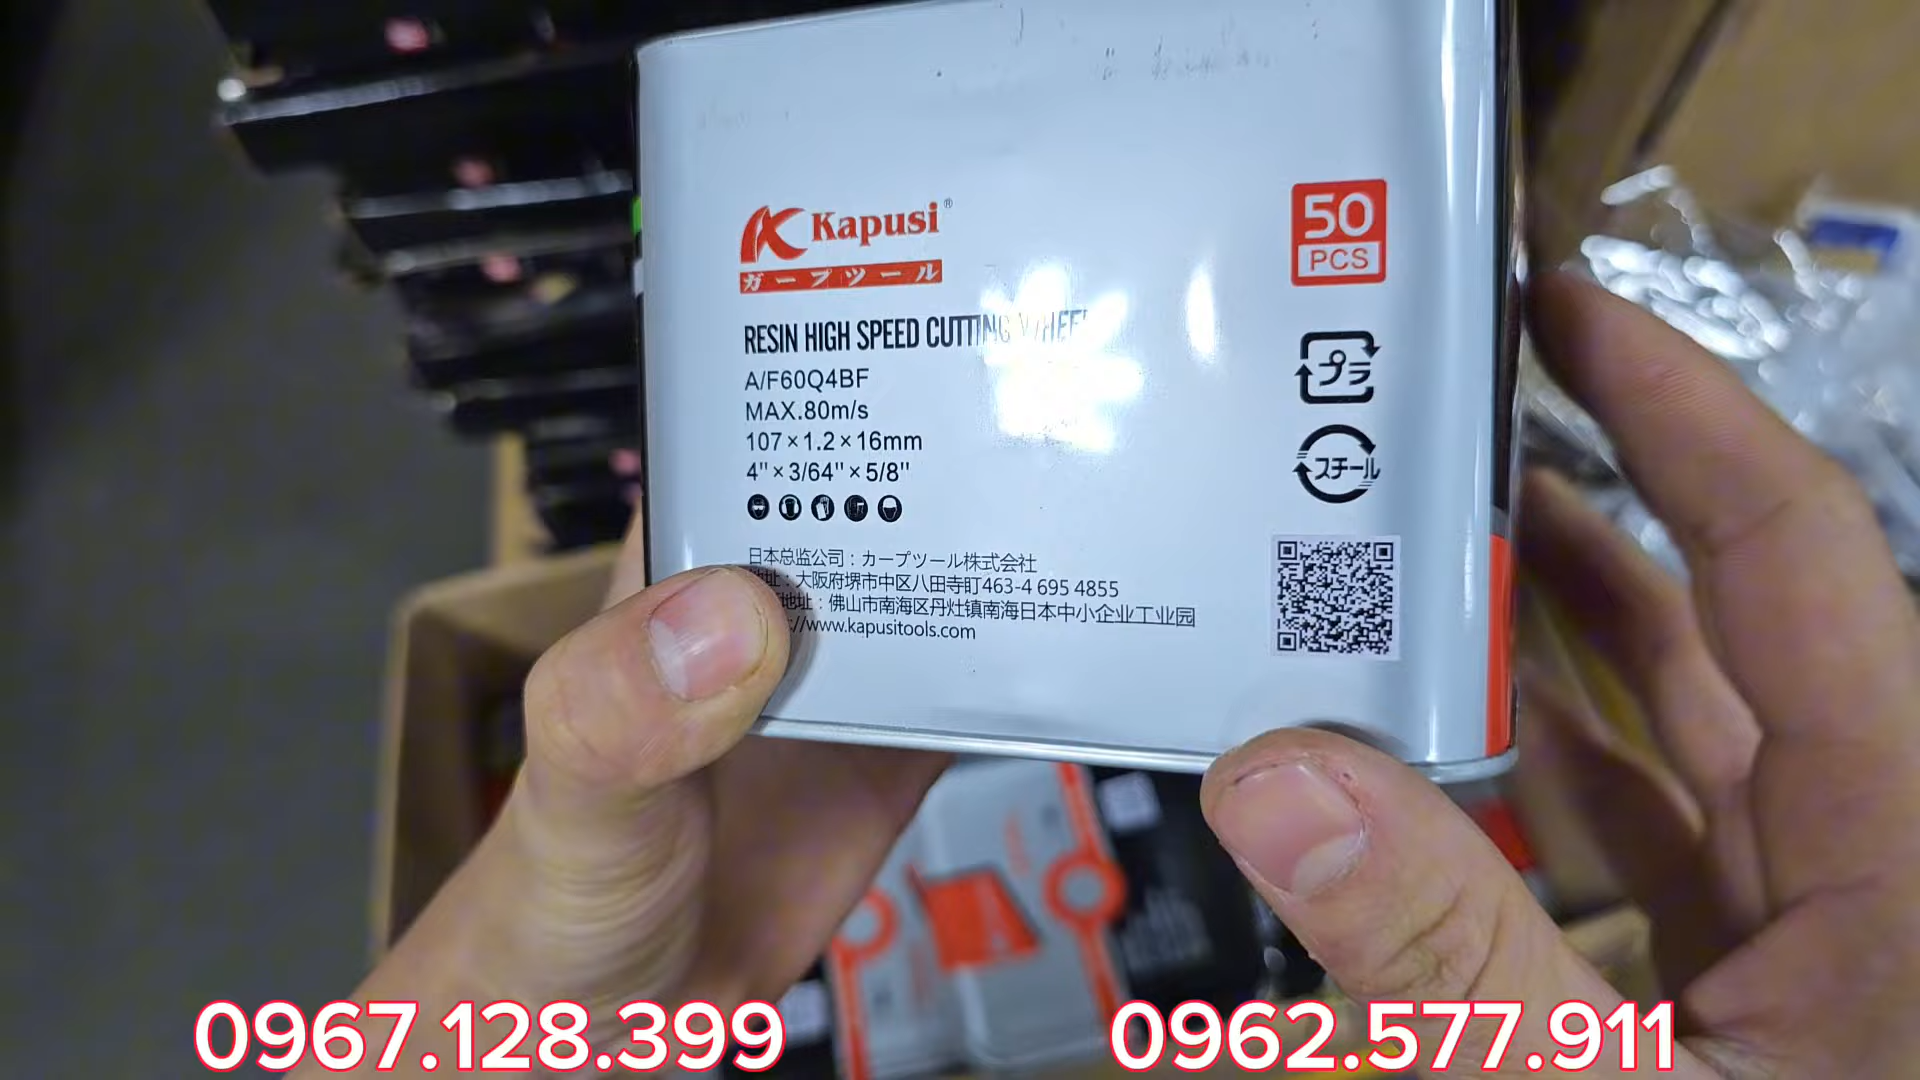 Kapusi®
ガープツール
50
PCS
RESIN HIGH SPEED CUTTING WHEEL
A/F60Q4BF
MAX.80m/s
107×1.2×16mm
4"×3/64"×5/8"
プラ
スチール
日本总监公司：カープツール株式会社
地址：大阪府堺市中区八田寺町463-4 695 4855
地址：佛山市南海区丹灶镇南海日本中小企业工业园
//www.kapusitools.com
0967.128.399
0962.577.911